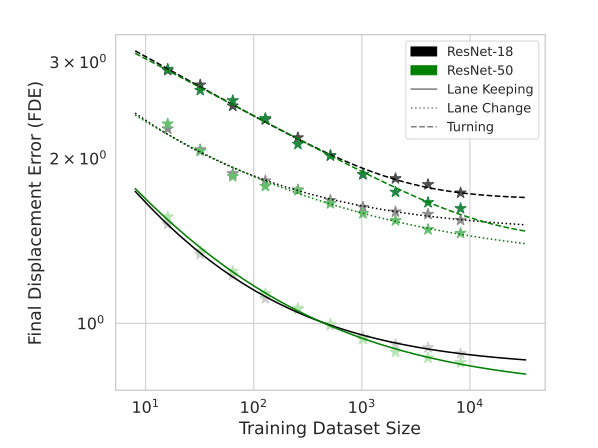 ResNet-18
ResNet-50
Lane Keeping
Lane Change
Turning
Final Displacement Error (FDE)
3 × 10⁰
2 × 10⁰
10⁰
10¹ 10² 10³ 10⁴
Training Dataset Size